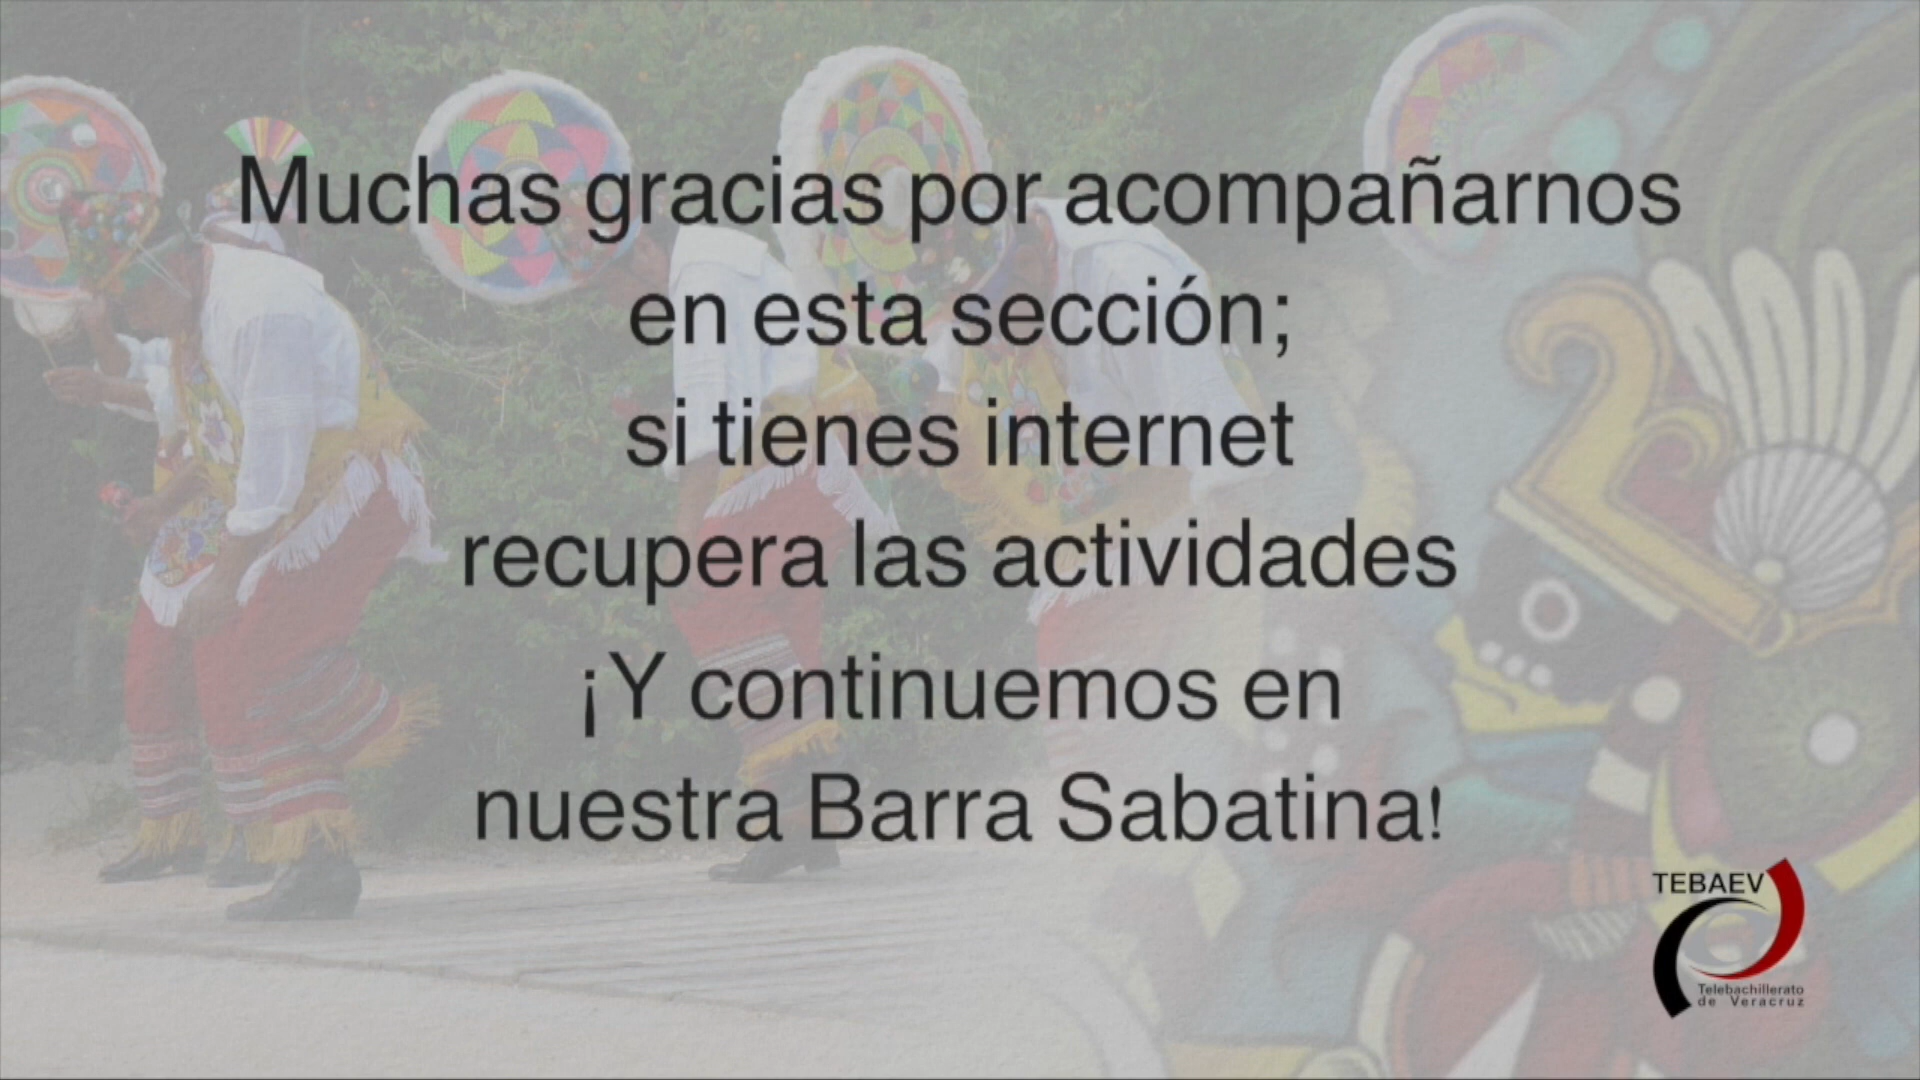 Muchas gracias por acompañarnos
en esta sección;
si tienes internet
recupera las actividades
¡Y continuemos en
nuestra Barra Sabatina!
TEBAEV
Telebachillerato
de Veracruz